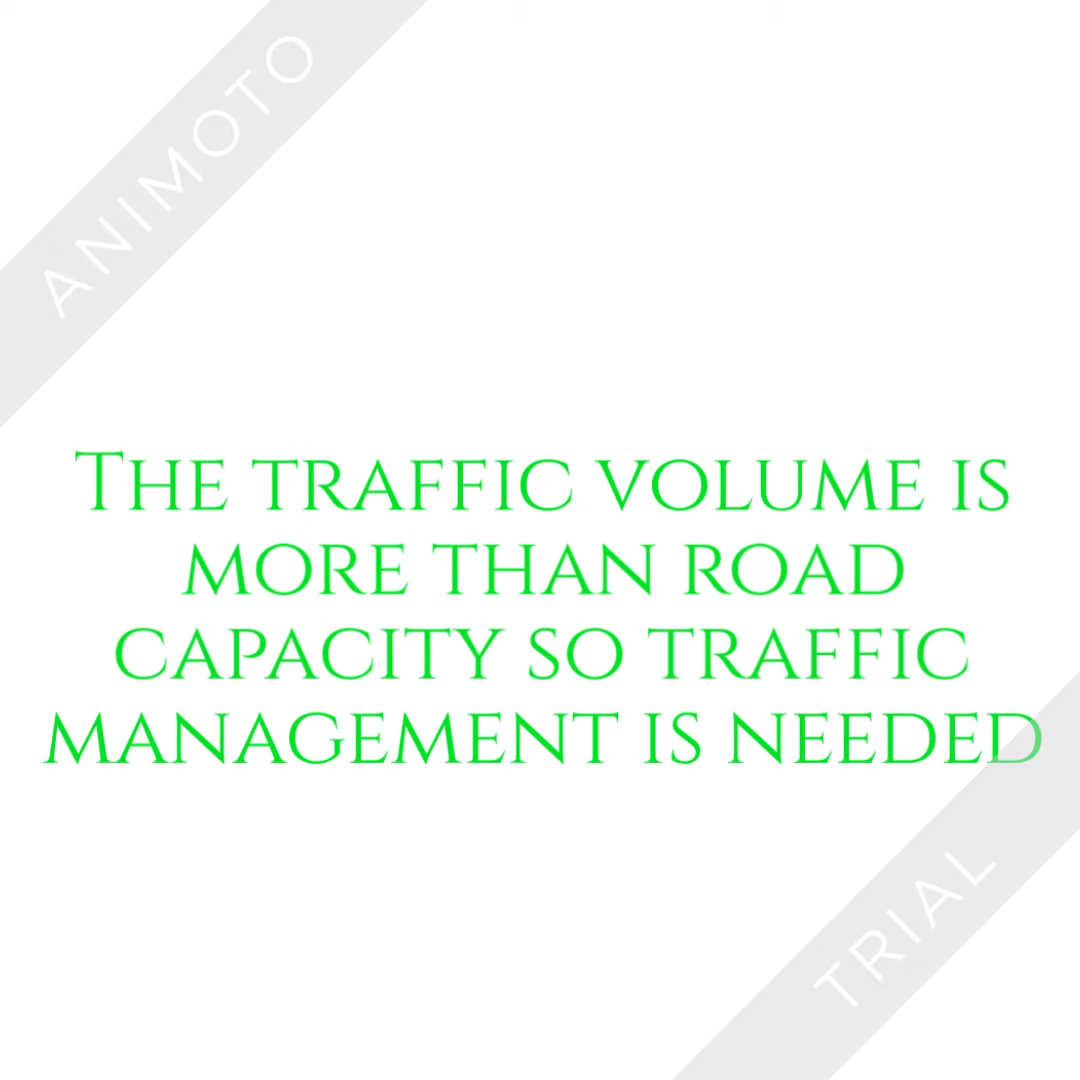 ANIMOTO
The traffic volume is
more than road
capacity so traffic
management is needed
TRIAL